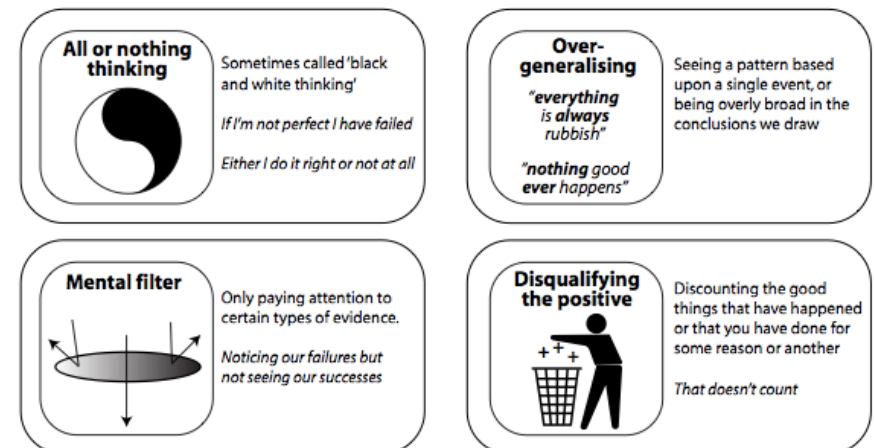 All or nothing
thinking
Sometimes called 'black
and white thinking'
If I'm not perfect I have failed
Either I do it right or not at all
Over-
generalising
"everything
is always
rubbish"
"nothing good
ever happens"
Seeing a pattern based
upon a single event, or
being overly broad in the
conclusions we draw
Mental filter
Only paying attention to
certain types of evidence.
Noticing our failures but
not seeing our successes
Disqualifying
the positive
+++
Discounting the good
things that have happened
or that you have done for
some reason or another
That doesn't count